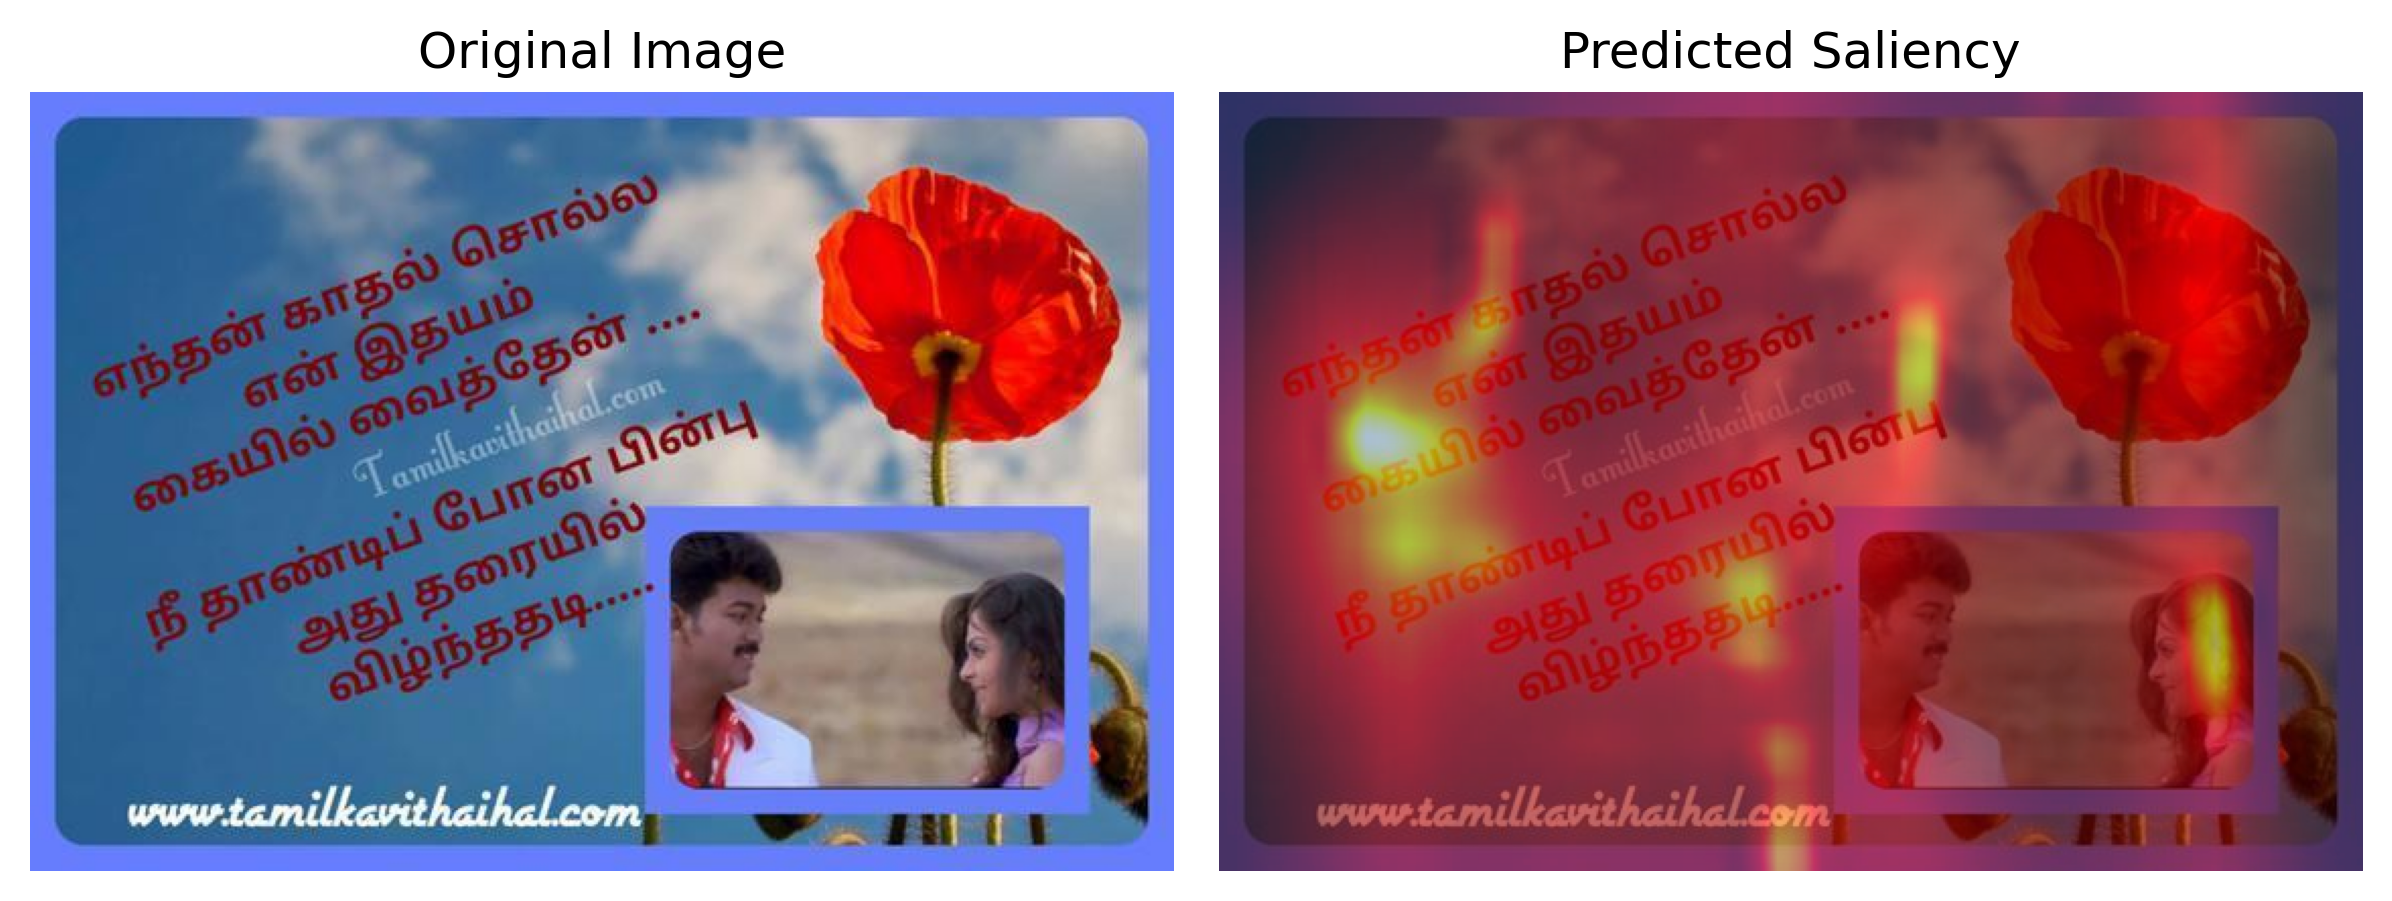 Original Image
எந்தன் காதல் சொல்ல
என் இதயம்
கையில் வைத்தேன் ....
Tamilkavithaihal.com
நீ தாண்டிப் போன பின்பு
அது தரையில்
விழ்ந்ததடி.....
www.tamilkavithaihal.com
Predicted Saliency
எந்தன் காதல் சொல்ல
என் இதயம்
கையில் வைத்தேன் ....
Tamilkavithaihal.com
நீ தாண்டிப் போன பின்பு
அது தரையில்
விழ்ந்ததடி.....
www.tamilkavithaihal.com